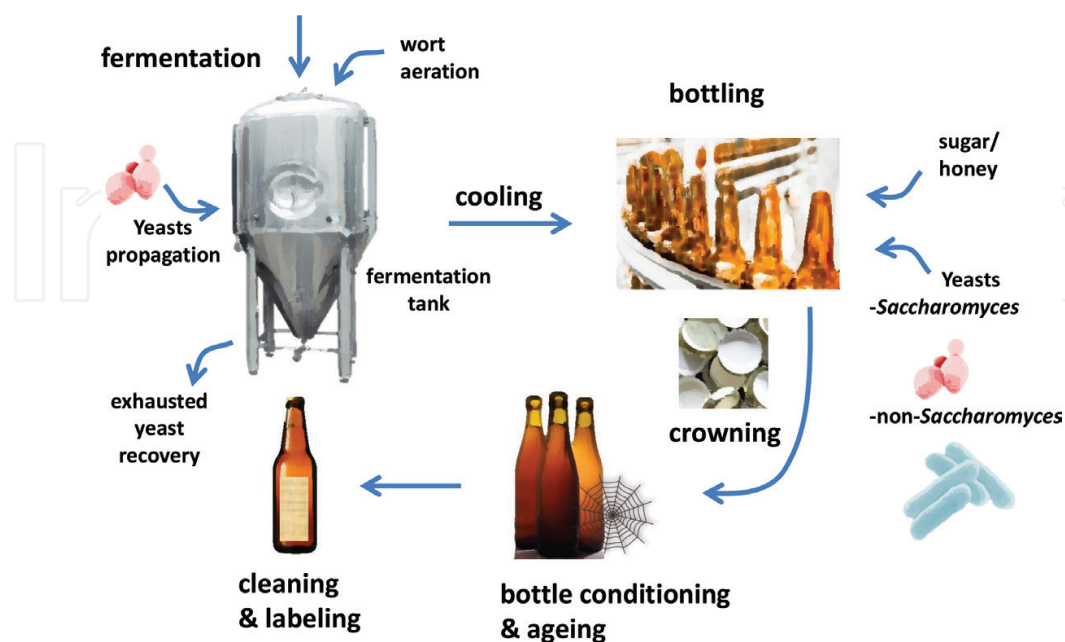 fermentation
wort
aeration
bottling
sugar/
honey
Yeasts
propagation
cooling
fermentation
tank
Yeasts
-Saccharomyces
exhausted
yeast
recovery
crowning
-non-Saccharomyces
cleaning
& labeling
bottle conditioning
& ageing